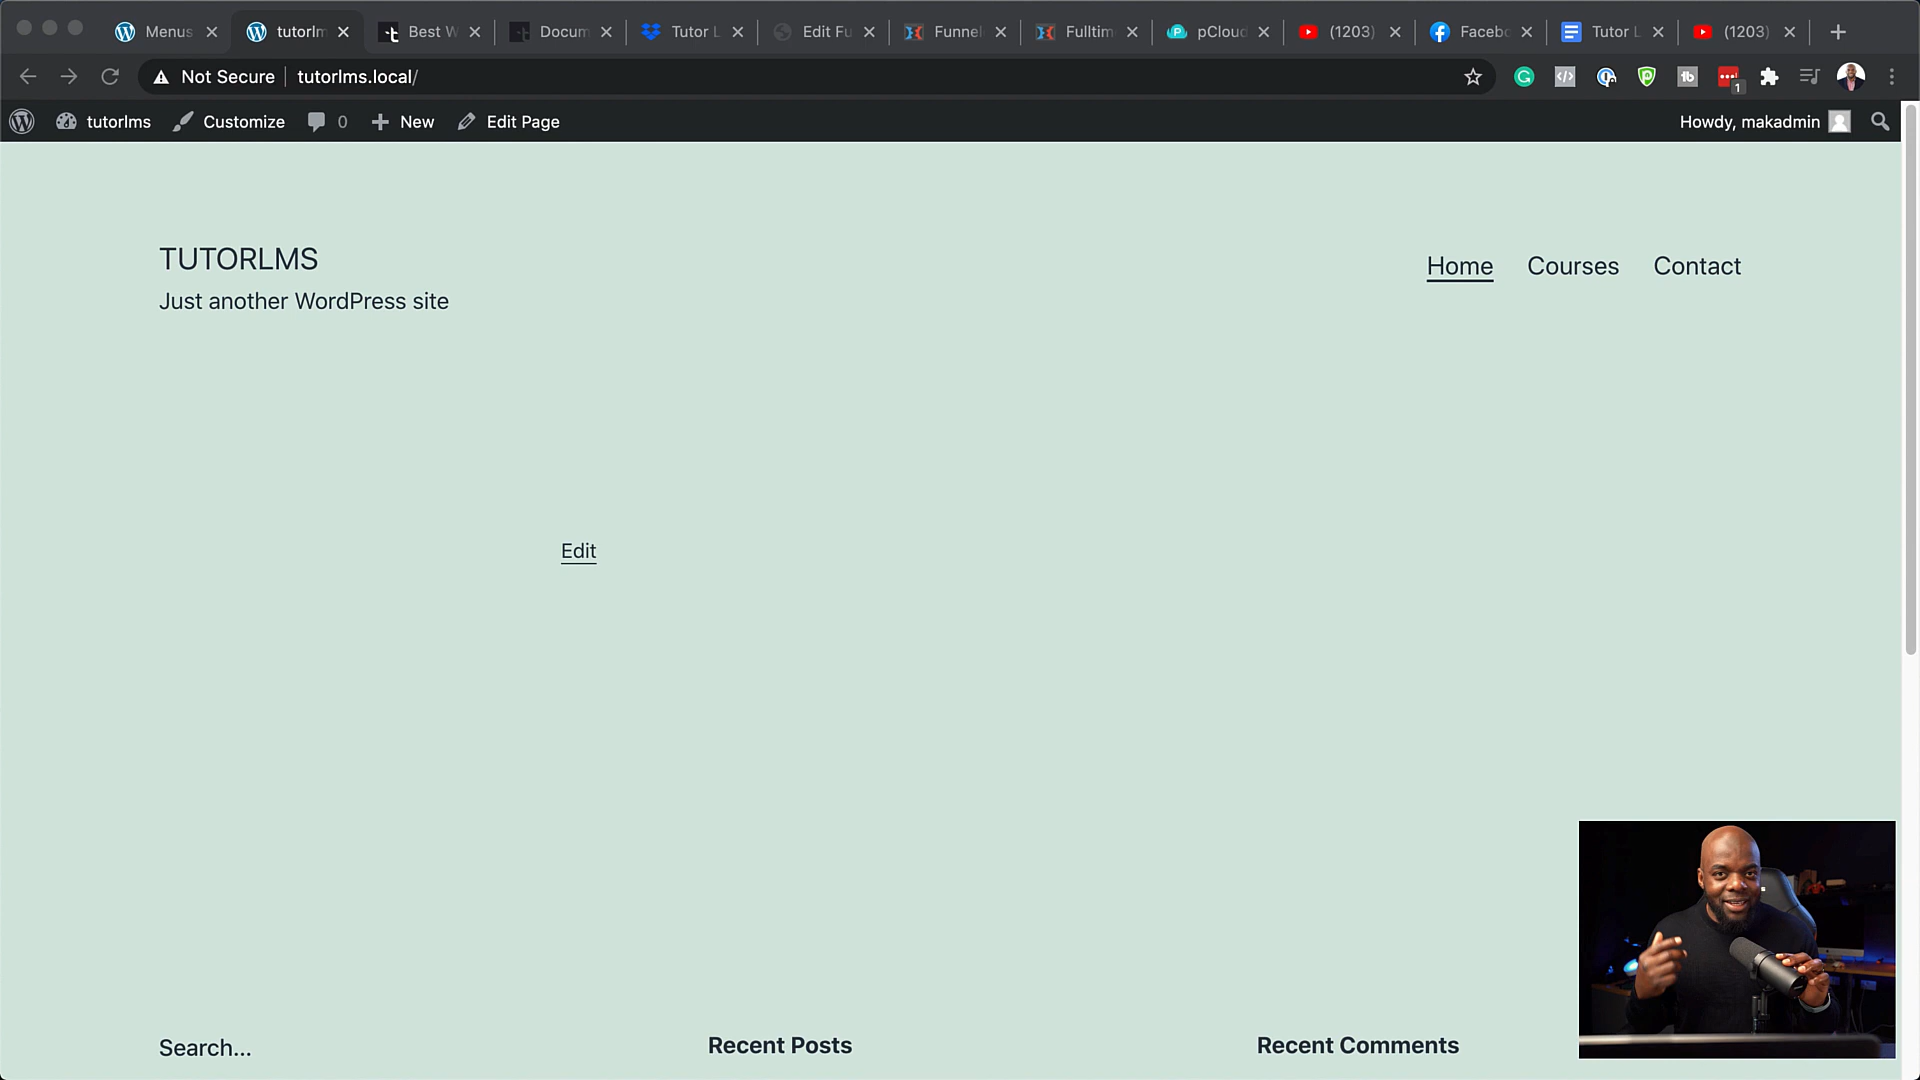 Menus
tutorlm
Best W
Docum
Tutor L
Edit Fu
Funnel
Fulltim
pCloud
(1203)
Facebo
Tutor L
(1203)
Not Secure
tutorlms.local/
1
tutorlms
Customize
0
New
Edit Page
Howdy, makadmin
TUTORLMS
Just another WordPress site
Home
Courses
Contact
Edit
Search...
Recent Posts
Recent Comments